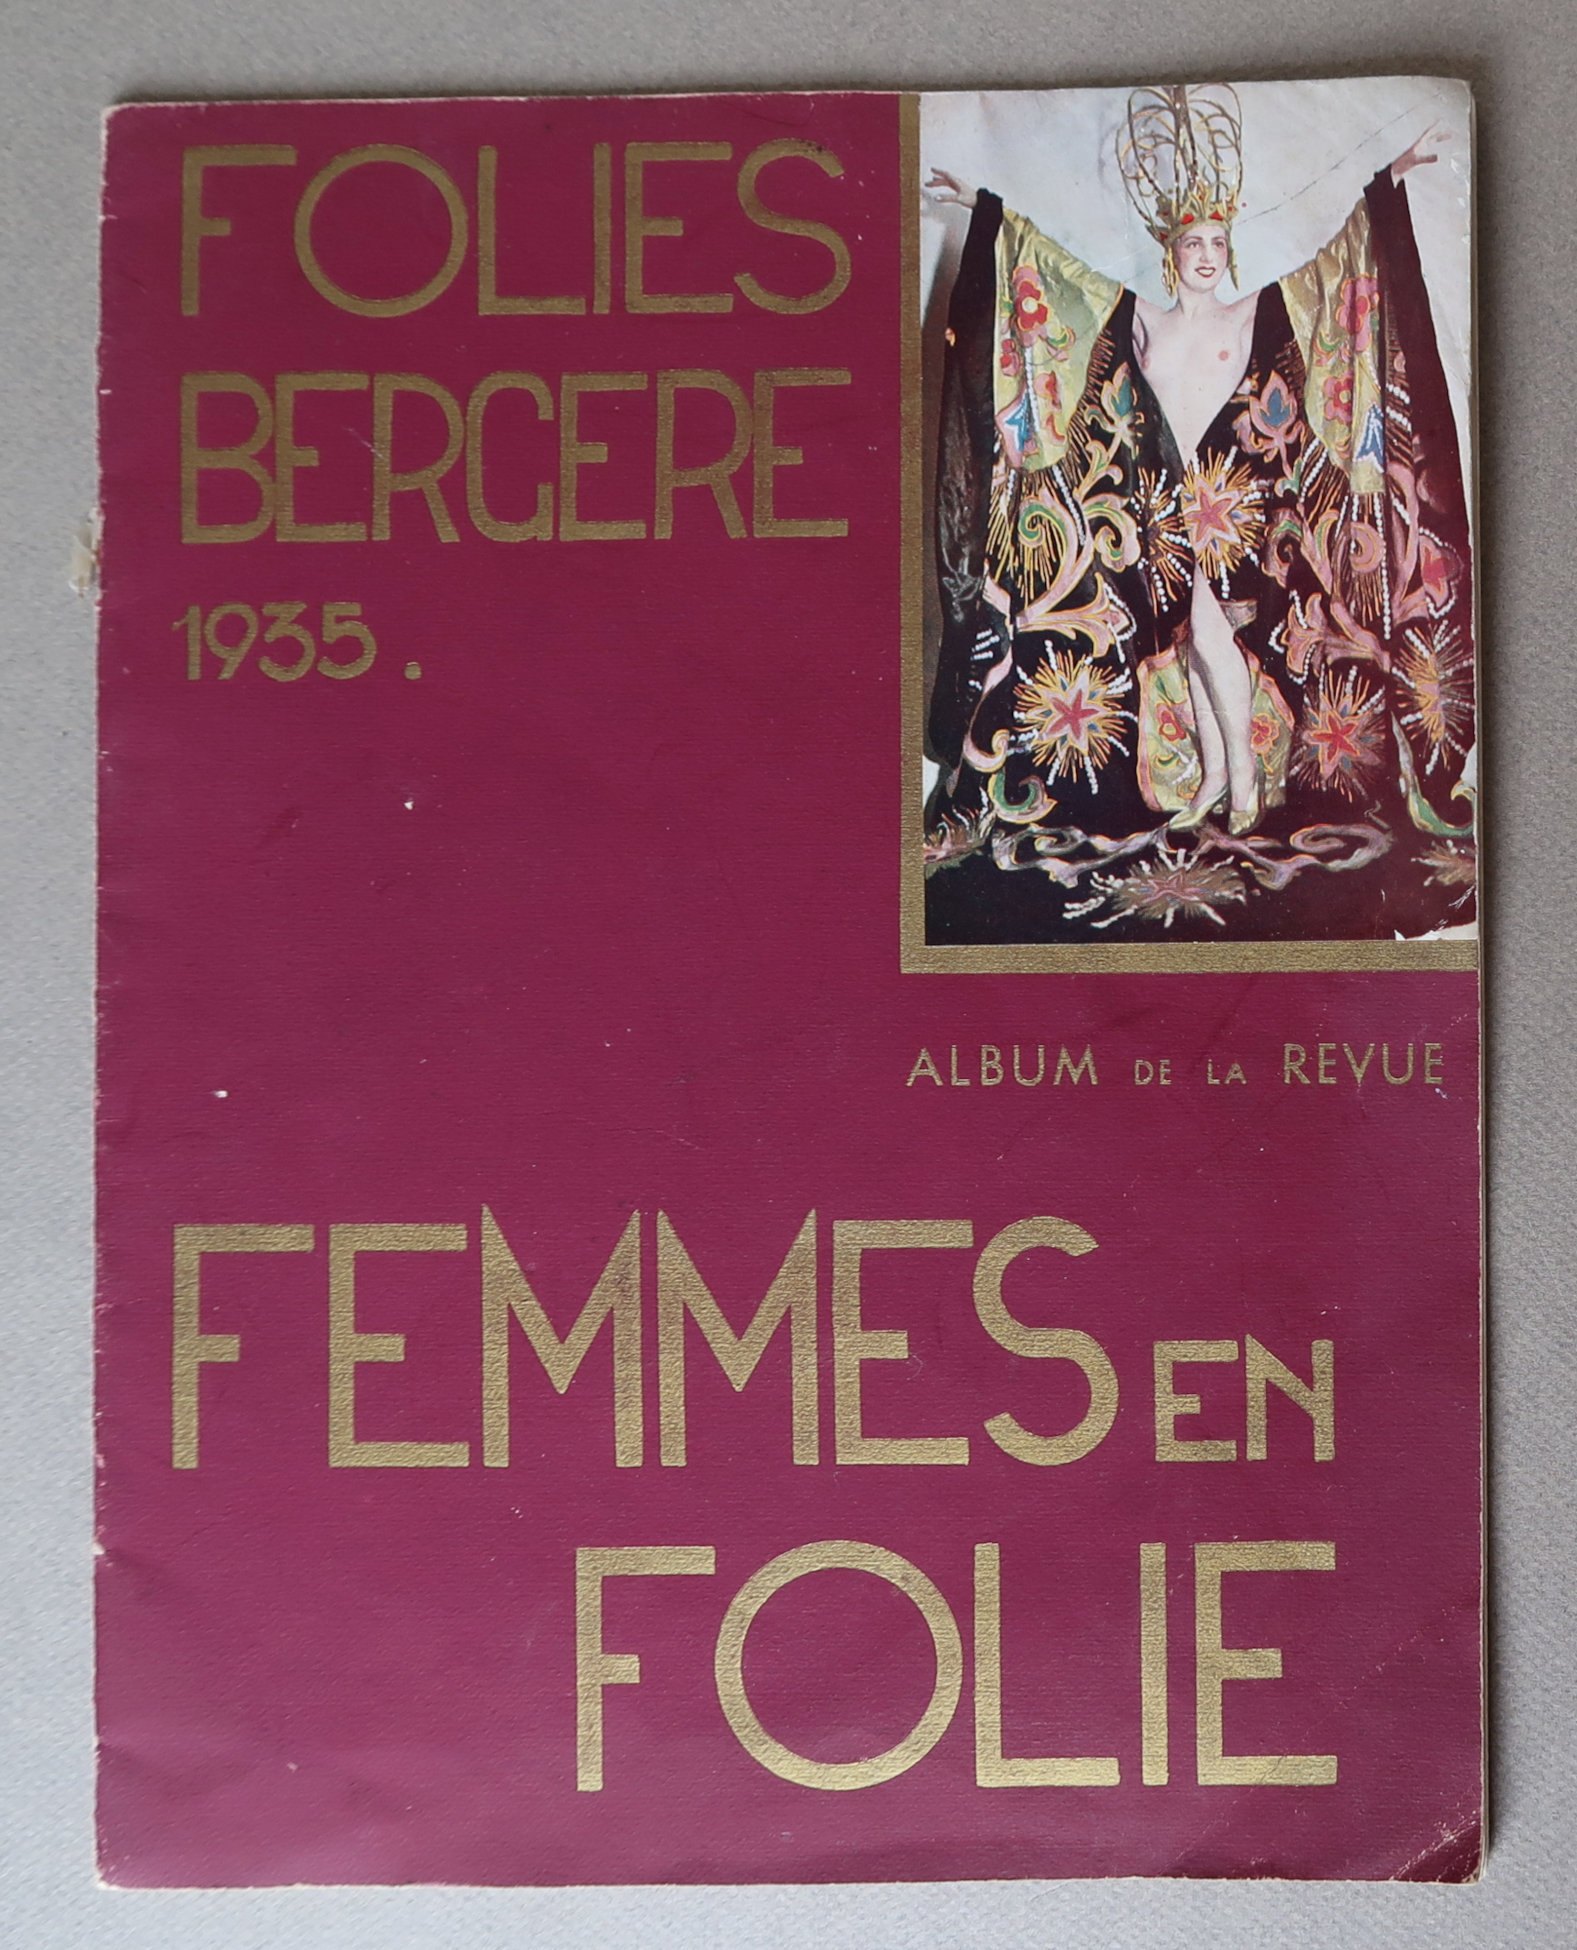 FOLIES
BERGERE
1935.
ALBUM DE LA REVUE
FEMMES EN
FOLIE